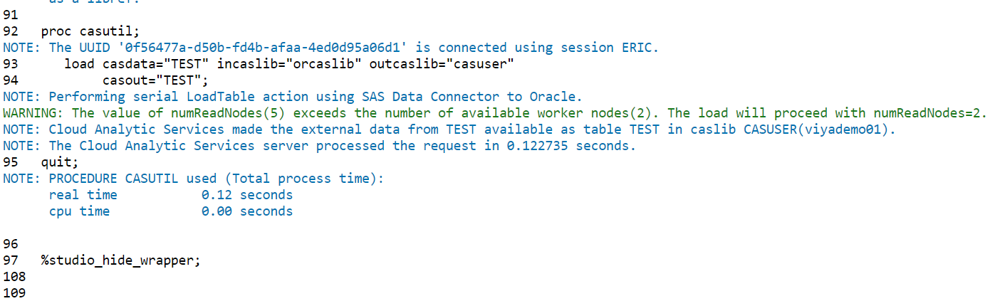 as a libref.
91
92 proc casutil;
NOTE: The UUID '0f56477a-d50b-fd4b-afaa-4ed0d95a06d1' is connected using session ERIC.
93 load casdata="TEST" incaslib="orcaslib" outcaslib="casuser"
94 casout="TEST";
NOTE: Performing serial LoadTable action using SAS Data Connector to Oracle.
WARNING: The value of numReadNodes(5) exceeds the number of available worker nodes(2). The load will proceed with numReadNodes=2.
NOTE: Cloud Analytic Services made the external data from TEST available as table TEST in caslib CASUSER(viyademo01).
NOTE: The Cloud Analytic Services server processed the request in 0.122735 seconds.
95 quit;
NOTE: PROCEDURE CASUTIL used (Total process time):
real time 0.12 seconds
cpu time 0.00 seconds
96
97 %studio_hide_wrapper;
108
109